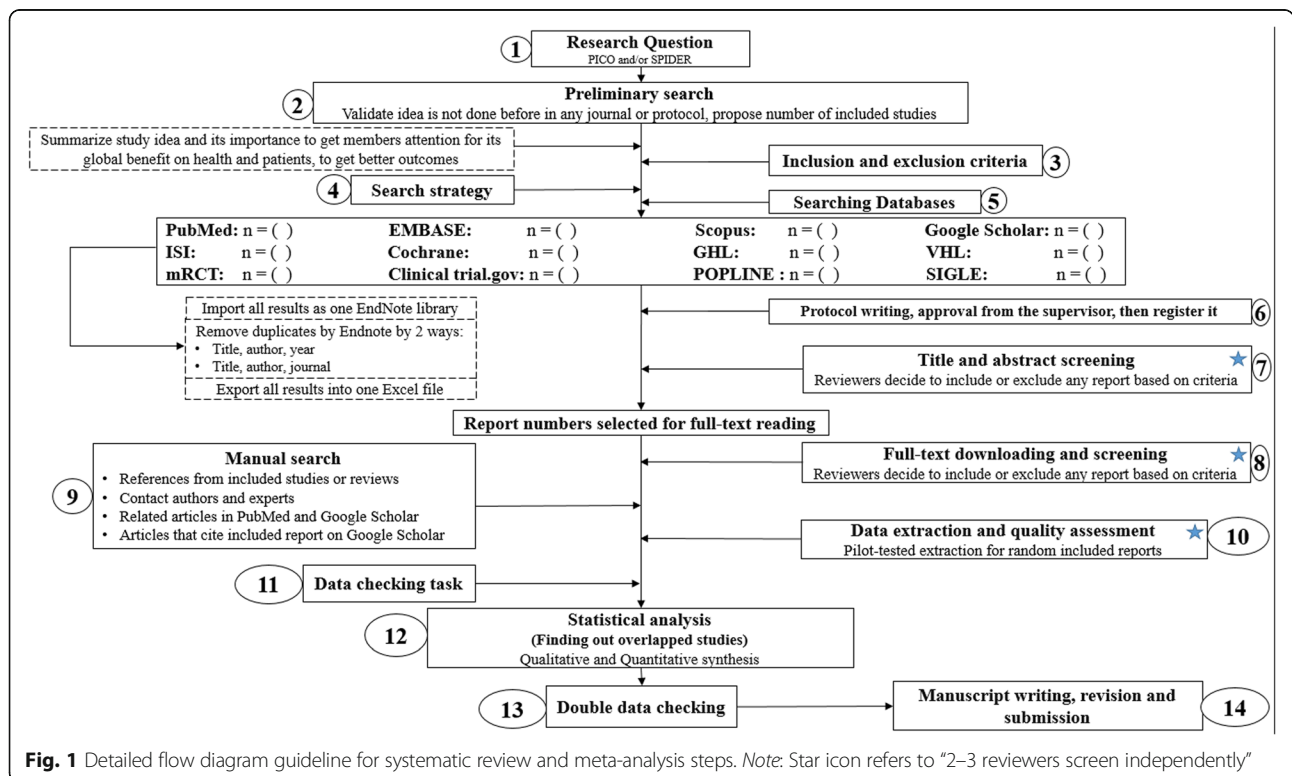 1
Research Question
PICO and/or SPIDER
2
Preliminary search
Validate idea is not done before in any journal or protocol, propose number of included studies
Summarize study idea and its importance to get members attention for its
global benefit on health and patients, to get better outcomes
Inclusion and exclusion criteria
3
4
Search strategy
Searching Databases
5
PubMed: n = ( ) EMBASE: n = ( ) Scopus: n = ( ) Google Scholar: n = ( )
ISI: n = ( ) Cochrane: n = ( ) GHL: n = ( ) VHL: n = ( )
mRCT: n = ( ) Clinical trial.gov: n = ( ) POPLINE : n = ( ) SIGLE: n = ( )
Import all results as one EndNote library
Remove duplicates by Endnote by 2 ways:
• Title, author, year
• Title, author, journal
Export all results into one Excel file
Protocol writing, approval from the supervisor, then register it
6
Title and abstract screening
Reviewers decide to include or exclude any report based on criteria
7
Report numbers selected for full-text reading
Full-text downloading and screening
Reviewers decide to include or exclude any report based on criteria
8
9
Manual search
• References from included studies or reviews
• Contact authors and experts
• Related articles in PubMed and Google Scholar
• Articles that cite included report on Google Scholar
Data extraction and quality assessment
Pilot-tested extraction for random included reports
10
11
Data checking task
12
Statistical analysis
(Finding out overlapped studies)
Qualitative and Quantitative synthesis
13
Double data checking
Manuscript writing, revision and
submission
14
Fig. 1 Detailed flow diagram guideline for systematic review and meta-analysis steps. Note: Star icon refers to “2–3 reviewers screen independently”